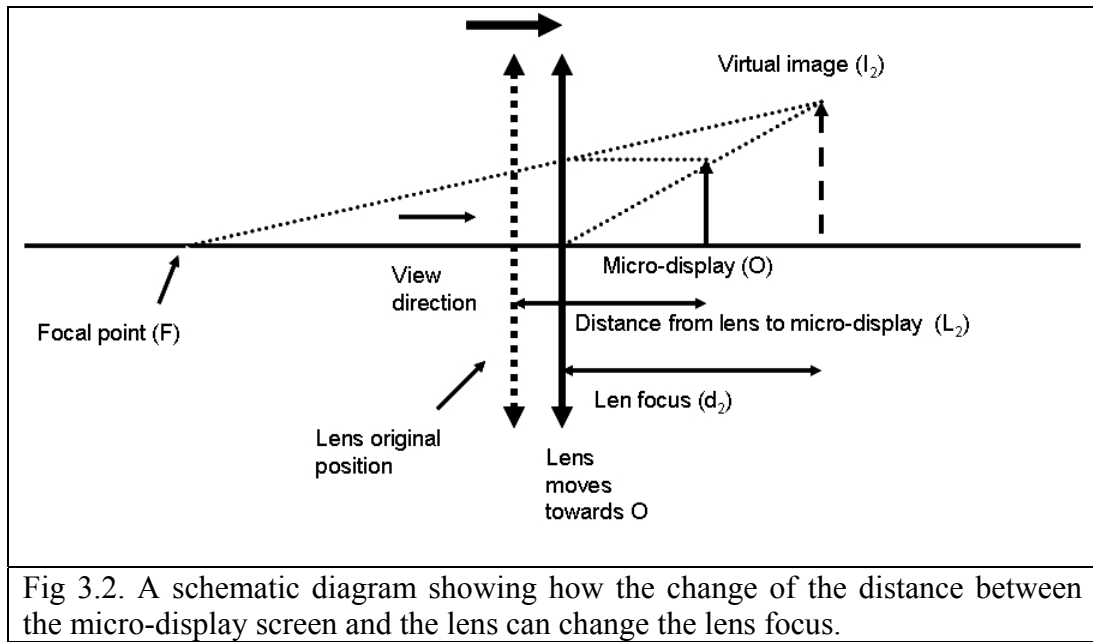 Virtual image (I₂)
Micro-display (O)
View
direction
Focal point (F)
Distance from lens to micro-display (L₂)
Len focus (d₂)
Lens original
position
Lens
moves
towards O
Fig 3.2. A schematic diagram showing how the change of the distance between
the micro-display screen and the lens can change the lens focus.